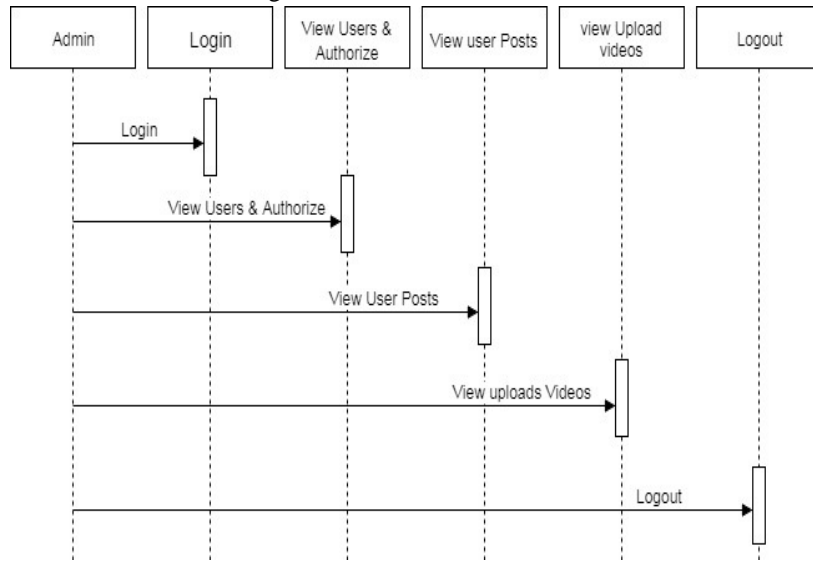 Admin
Login
View Users &
Authorize
View user Posts
view Upload
videos
Logout
Login
View Users & Authorize
View User Posts
View uploads Videos
Logout